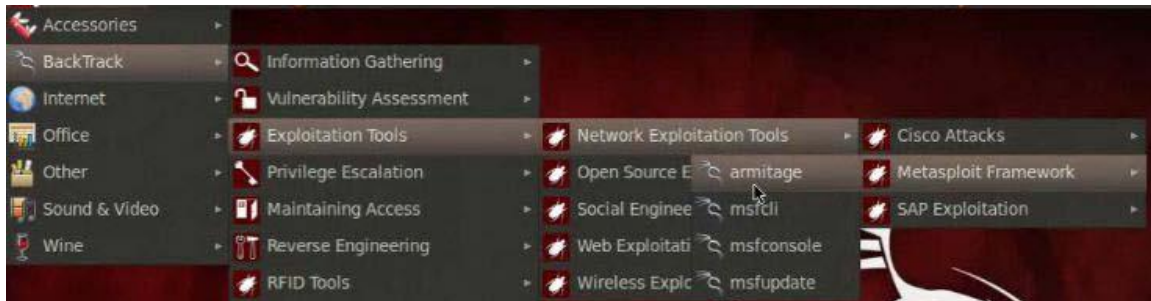 Accessories
BackTrack
Internet
Office
Other
Sound & Video
Wine
Information Gathering
Vulnerability Assessment
Exploitation Tools
Privilege Escalation
Maintaining Access
Reverse Engineering
RFID Tools
Network Exploitation Tools
Open Source E
Social Enginee
Web Exploitati
Wireless Explc
Cisco Attacks
Metasploit Framework
SAP Exploitation
armitage
msfcli
msfconsole
msfupdate